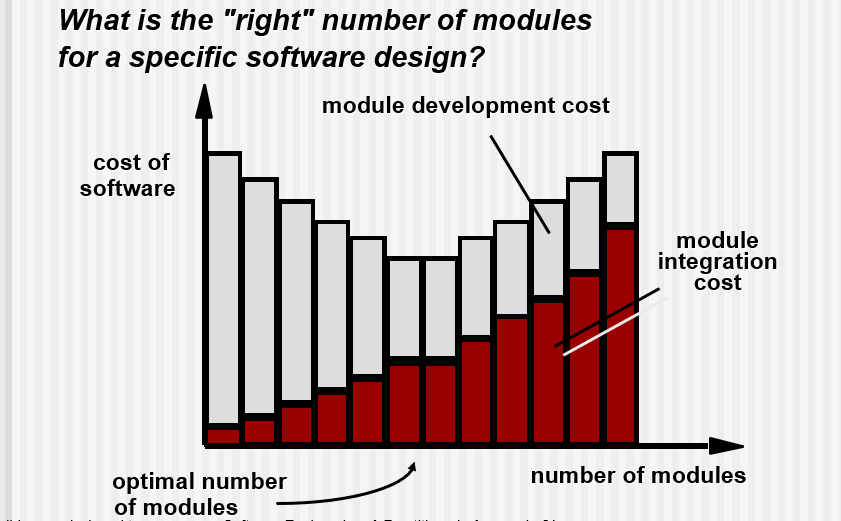 What is the "right" number of modules
for a specific software design?
module development cost
cost of
software
module
integration
cost
optimal number
of modules
number of modules